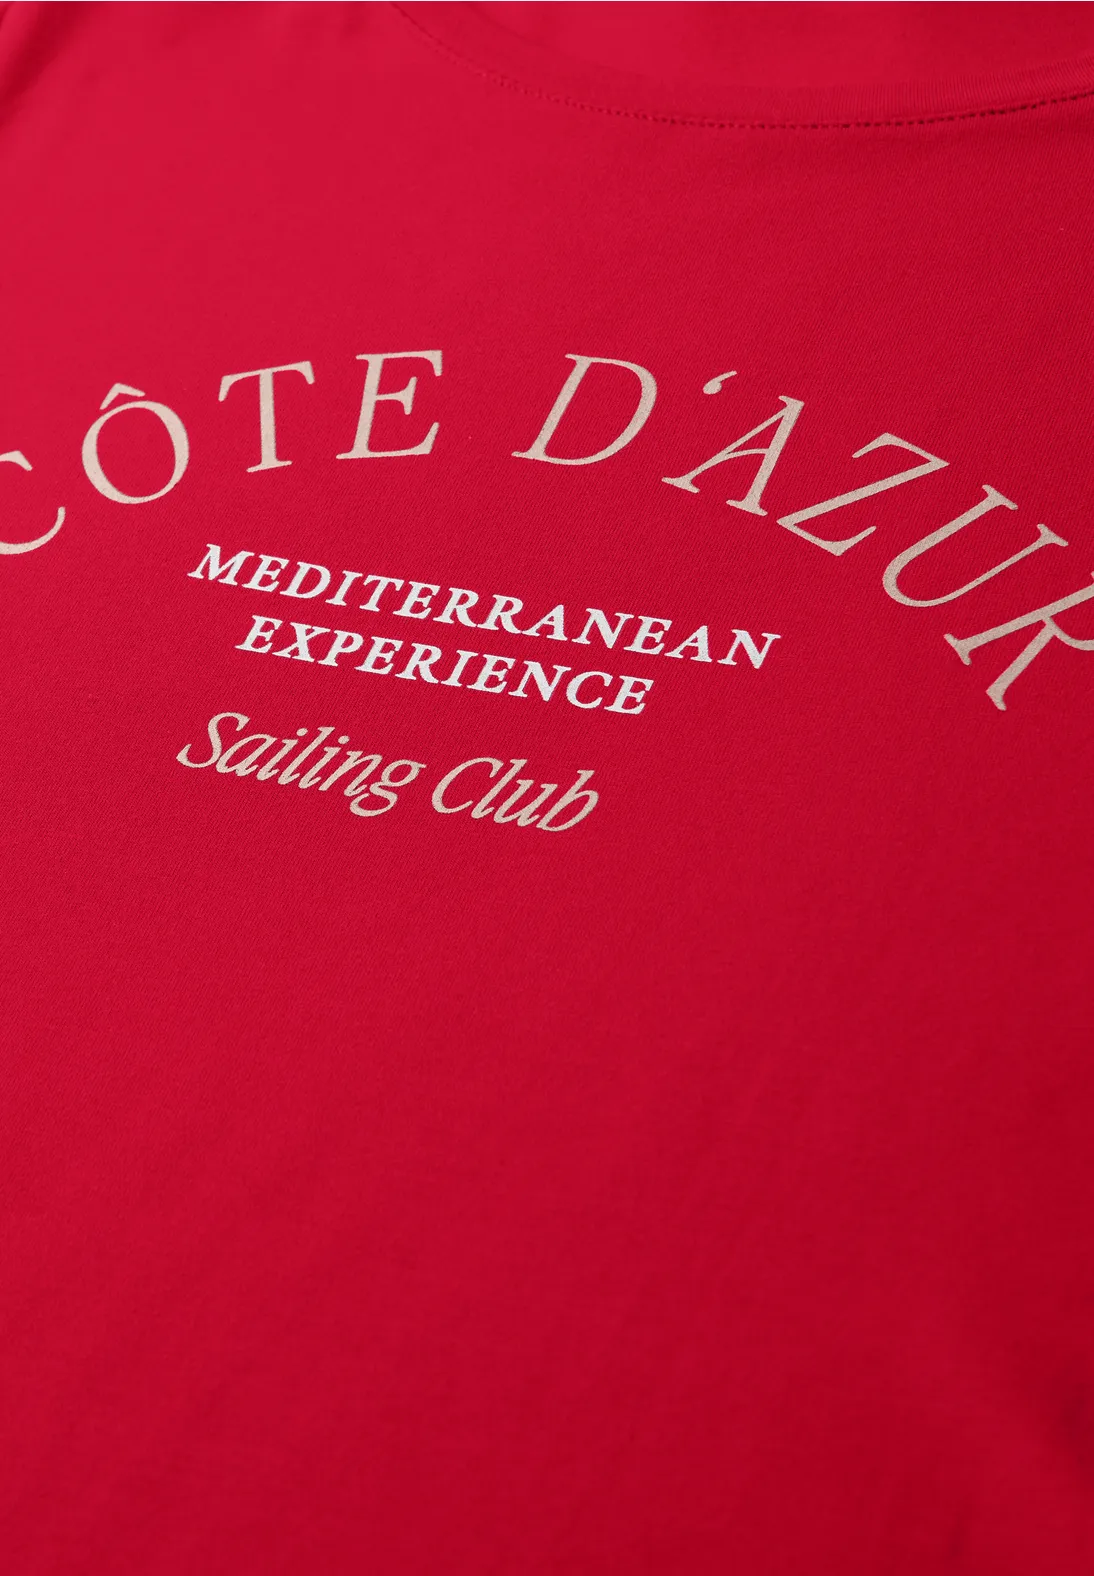 CÔTE D‘AZUR
MEDITERRANEAN
EXPERIENCE
Sailing Club